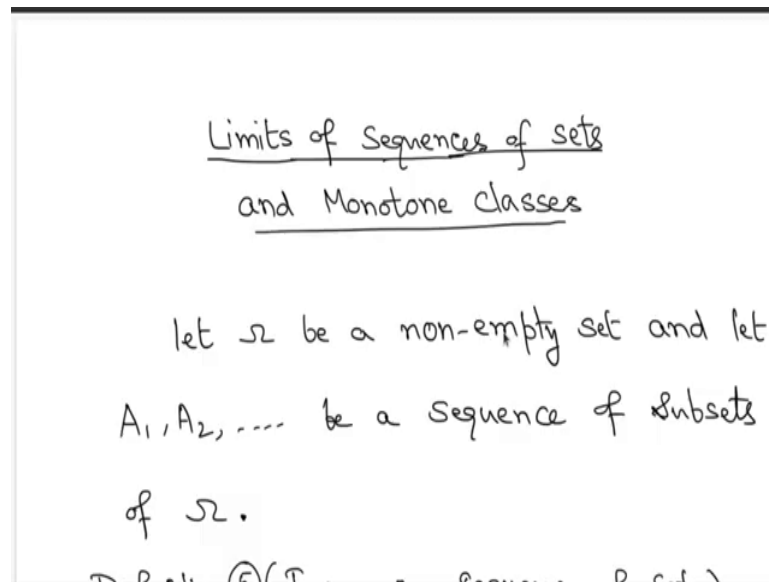 Limits of Sequences of Sets
and Monotone Classes
let Ω be a non-empty set and let
A₁, A₂, .... be a sequence of subsets
of Ω.